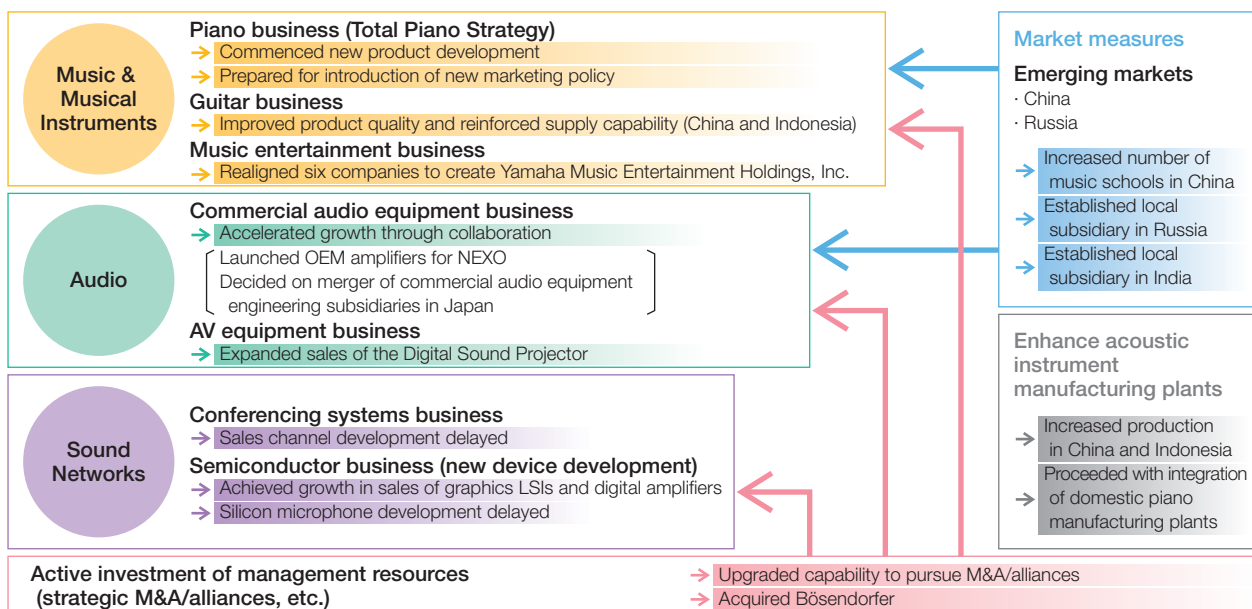 Music &
Musical
Instruments
Piano business (Total Piano Strategy)
→ Commenced new product development
→ Prepared for introduction of new marketing policy
Guitar business
→ Improved product quality and reinforced supply capability (China and Indonesia)
Music entertainment business
→ Realigned six companies to create Yamaha Music Entertainment Holdings, Inc.
Audio
Commercial audio equipment business
→ Accelerated growth through collaboration
Launched OEM amplifiers for NEXO
Decided on merger of commercial audio equipment
engineering subsidiaries in Japan
AV equipment business
→ Expanded sales of the Digital Sound Projector
Sound
Networks
Conferencing systems business
→ Sales channel development delayed
Semiconductor business (new device development)
→ Achieved growth in sales of graphics LSIs and digital amplifiers
→ Silicon microphone development delayed
Market measures
Emerging markets
· China
· Russia
→ Increased number of
music schools in China
→ Established local
subsidiary in Russia
→ Established local
subsidiary in India
Enhance acoustic
instrument
manufacturing plants
→ Increased production
in China and Indonesia
→ Proceeded with integration
of domestic piano
manufacturing plants
Active investment of management resources
(strategic M&A/alliances, etc.)
→ Upgraded capability to pursue M&A/alliances
→ Acquired Bösendorfer